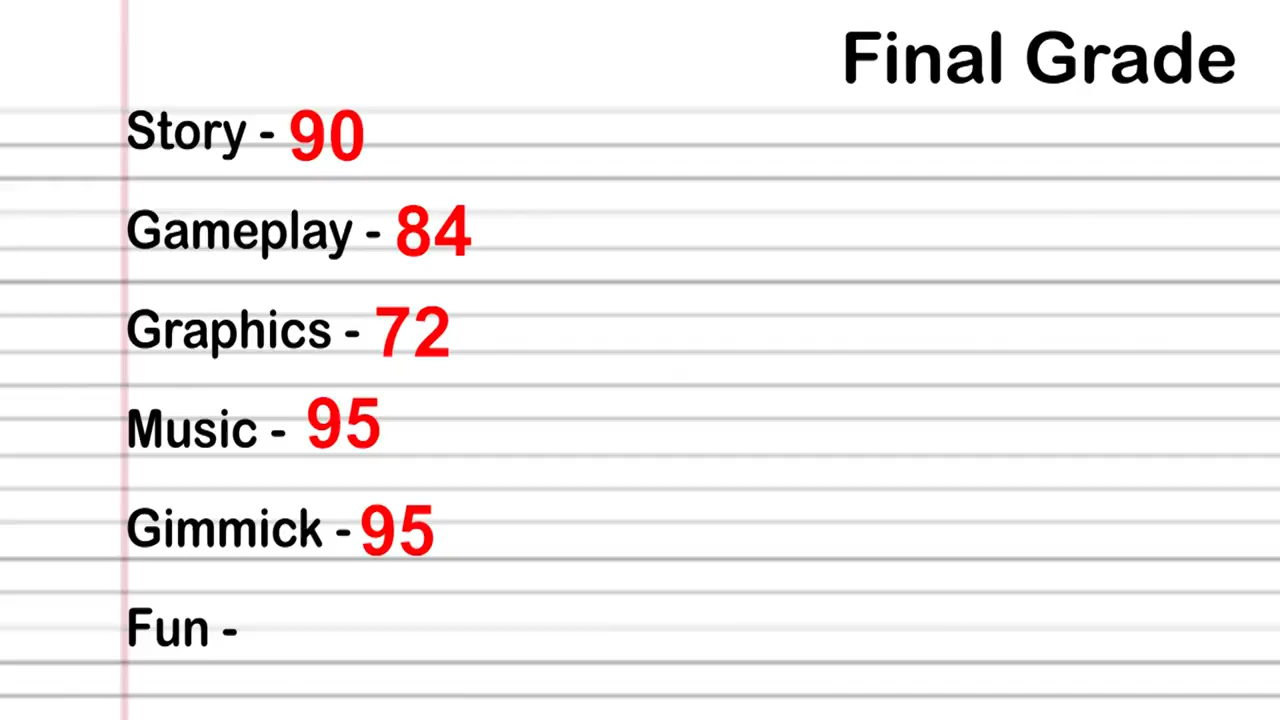 Final Grade
Story - 90
Gameplay - 84
Graphics - 72
Music - 95
Gimmick - 95
Fun -